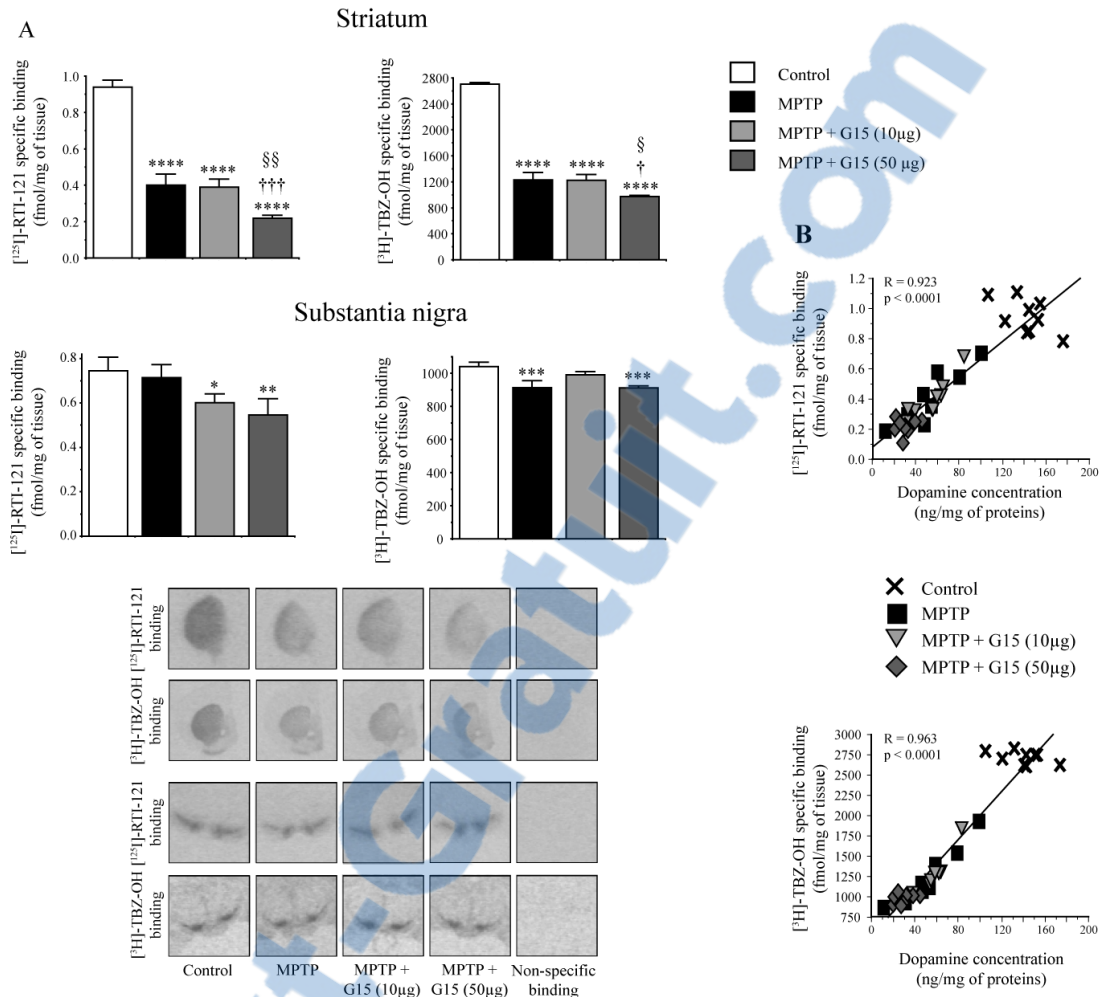 A
Striatum
[¹²⁵I]-RTI-121 specific binding
(fmol/mg of tissue)
1.0
0.8
0.6
0.4
0.2
0.0
****
****
§§
†††
****
[³H]-TBZ-OH specific binding
(fmol/mg of tissue)
2800
2400
2000
1600
1200
800
400
0
****
****
§
†
****
Control
MPTP
MPTP + G15 (10µg)
MPTP + G15 (50 µg)
Substantia nigra
[¹²⁵I]-RTI-121 specific binding
(fmol/mg of tissue)
0.8
0.6
0.4
0.2
0.0
*
**
[³H]-TBZ-OH specific binding
(fmol/mg of tissue)
1000
800
600
400
200
0
***
***
B
[¹²⁵I]-RTI-121 specific binding
(fmol/mg of tissue)
R = 0.923
p < 0.0001
1.2
1.0
0.8
0.6
0.4
0.2
0.0
0 40 80 120 160 200
Dopamine concentration
(ng/mg of proteins)
Control
MPTP
MPTP + G15 (10µg)
MPTP + G15 (50µg)
[³H]-TBZ-OH specific binding
(fmol/mg of tissue)
R = 0.963
p < 0.0001
3000
2750
2500
2250
2000
1750
1500
1250
1000
750
0 40 80 120 160 200
Dopamine concentration
(ng/mg of proteins)
[¹²⁵I]-RTI-121
binding
[³H]-TBZ-OH
binding
[¹²⁵I]-RTI-121
binding
[³H]-TBZ-OH
binding
Control
MPTP
MPTP +
G15 (10µg)
MPTP +
G15 (50µg)
Non-specific
binding
t-Gratuit.com